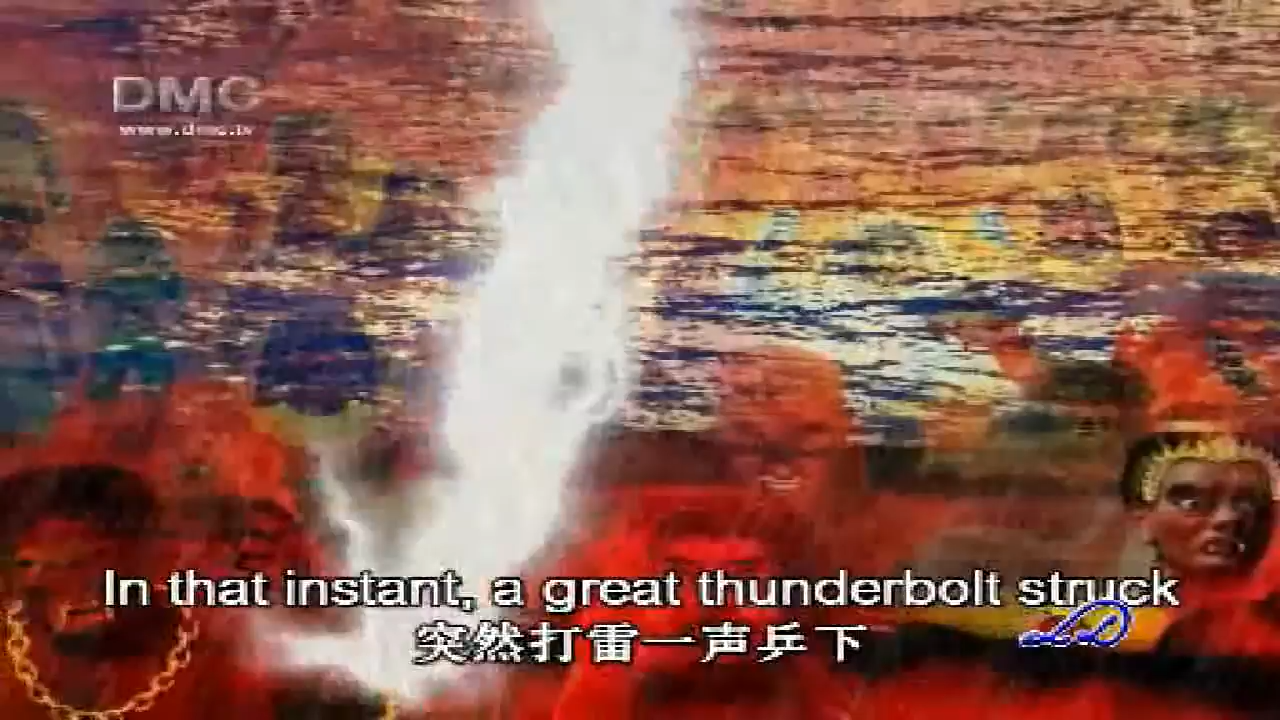 DMC
www.dmc.tv
In that instant, a great thunderbolt struck
突然打雷一声乒下